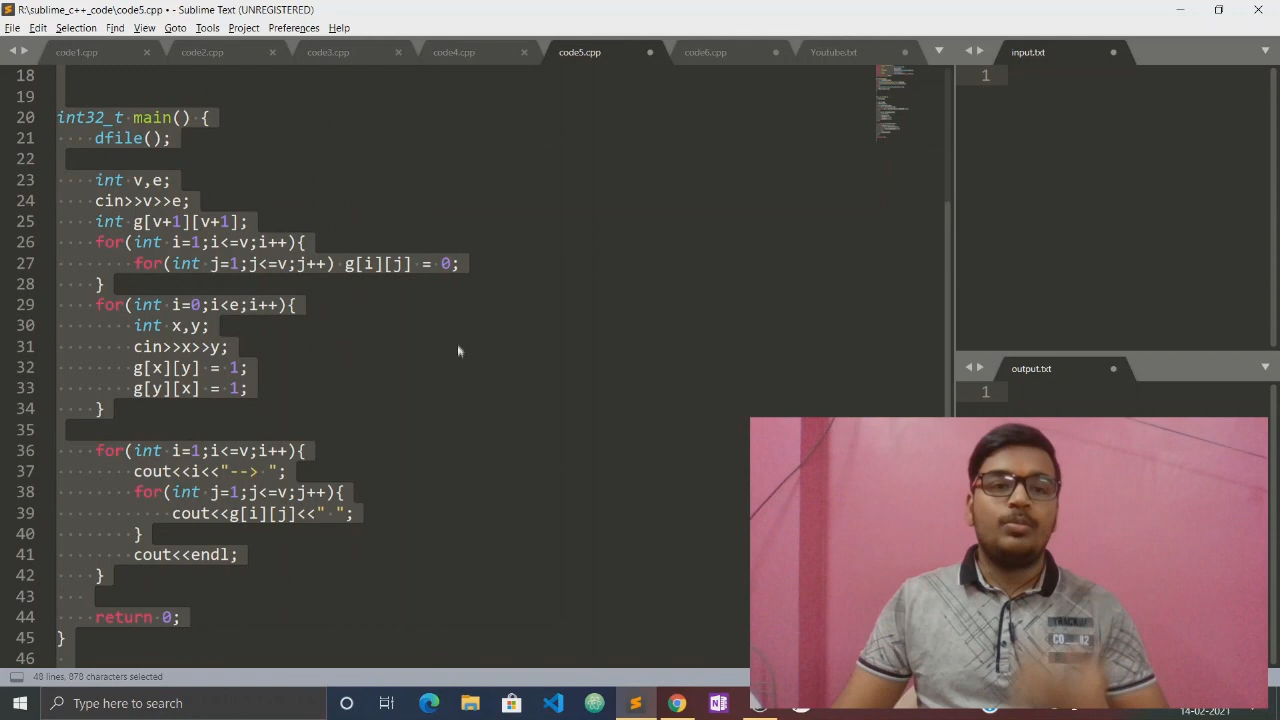 R:\sublime_c++_code\code5.cpp • - Sublime Text (UNREGISTERED)
File Edit Selection Find View Goto Tools Project Preferences Help
code1.cpp code2.cpp code3.cpp code4.cpp code5.cpp code6.cpp Youtube.txt input.txt
1
18
19
20 int32_t main() {
21 dfile();
22
23 int v,e;
24 cin>>v>>e;
25 int g[v+1][v+1];
26 for(int i=1;i<=v;i++){
27 for(int j=1;j<=v;j++) g[i][j] = 0;
28 }
29 for(int i=0;i<e;i++){
30 int x,y;
31 cin>>x>>y;
32 g[x][y] = 1;
33 g[y][x] = 1;
34 }
35
36 for(int i=1;i<=v;i++){
37 cout<<i<<"--> ";
38 for(int j=1;j<=v;j++){
39 cout<<g[i][j]<<" ";
40 }
41 cout<<endl;
42 }
43
44 return 0;
45 }
46
output.txt
1
TRACK
CO 02
48 lines, 878 characters selected
Type here to search
14-02-2021